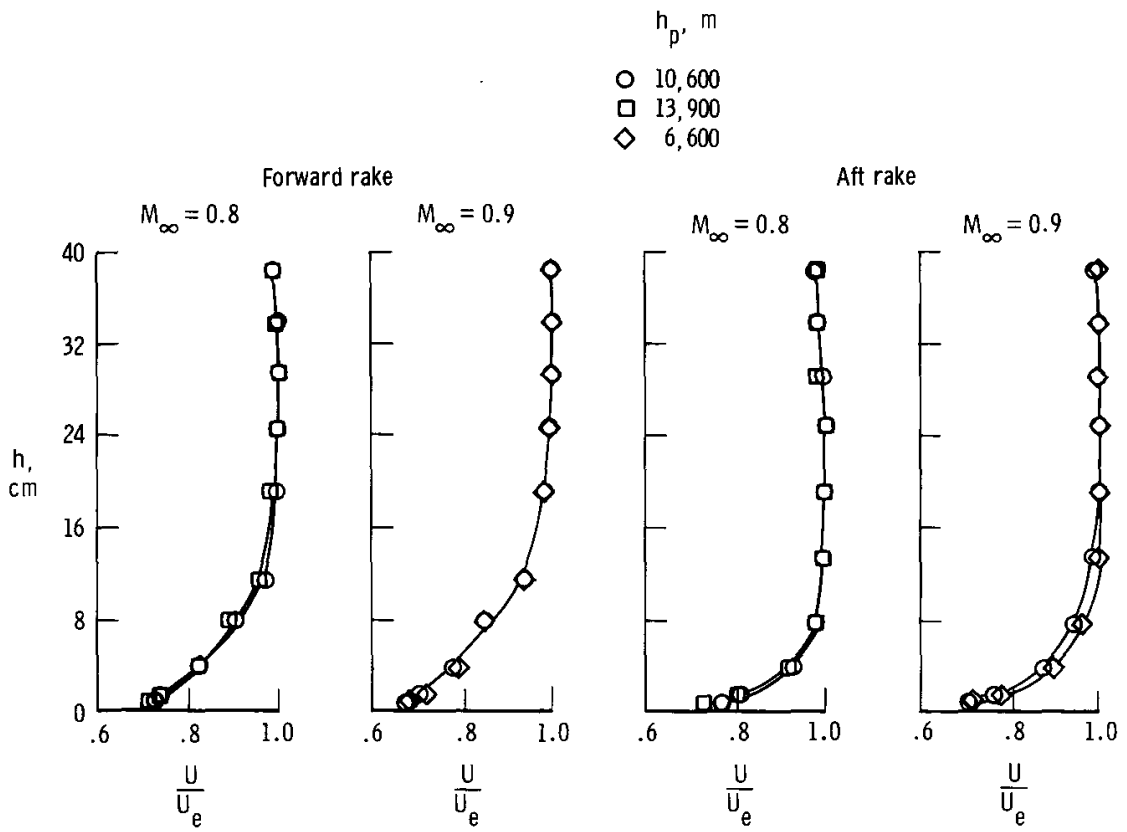 h_p, m
○ 10,600
□ 13,900
◇ 6,600
Forward rake
Aft rake
M_∞ = 0.8
M_∞ = 0.9
M_∞ = 0.8
M_∞ = 0.9
40
32
24
16
8
0
h,
cm
.6 .8 1.0
.6 .8 1.0
.6 .8 1.0
.6 .8 1.0
U
U_e
U
U_e
U
U_e
U
U_e